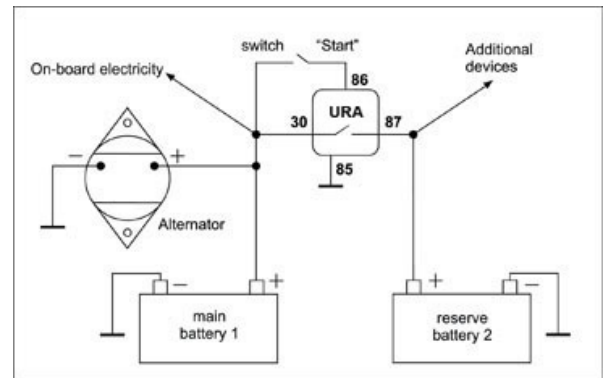 switch "Start"
On-board electricity
Additional
devices
86
URA
30
87
85
− +
Alternator
− +
main
battery 1
+ −
reserve
battery 2